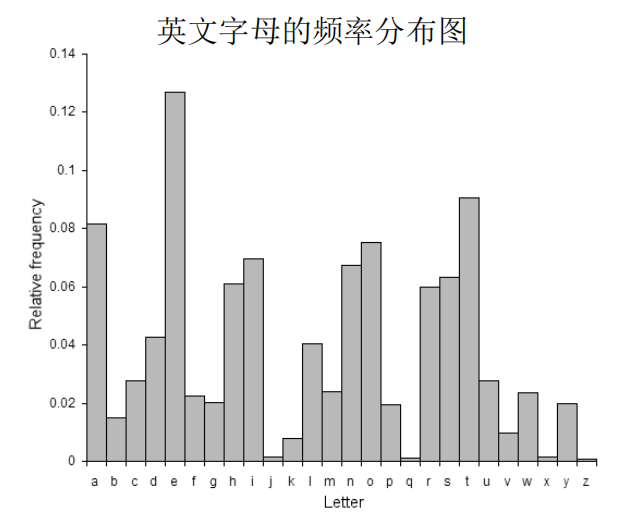 英文字母的频率分布图
0.14
0.12
0.1
0.08
0.06
0.04
0.02
0
Relative frequency
a b c d e f g h i j k l m n o p q r s t u v w x y z
Letter